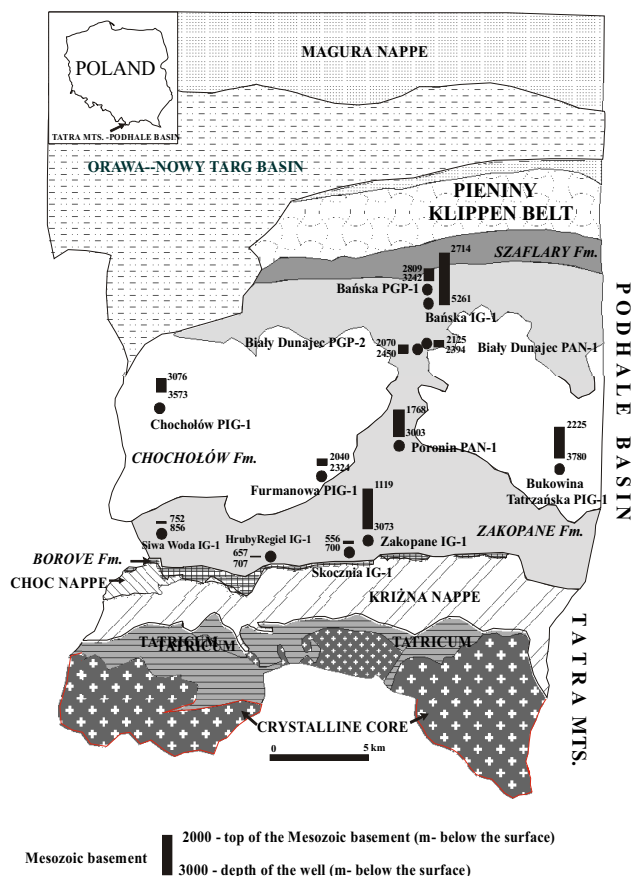 MAGURA NAPPE
POLAND
TATRA MTS. -PODHALE BASIN
ORAWA--NOWY TARG BASIN
PIENINY
KLIPPEN BELT
SZAFLARY Fm.
2714
2809
3242
Bańska PGP-1
5261
Bańska IG-1
Biały Dunajec PGP-2
2070
2450
2125
2394
Biały Dunajec PAN-1
PODHALE BASIN
3076
3573
Chochołów PIG-1
1768
3003
Poronin PAN-1
2225
3780
Bukowina
Tatrzańska PIG-1
CHOCHOŁÓW Fm.
2040
2324
Furmanowa PIG-1
1119
3073
Zakopane IG-1
ZAKOPANE Fm.
752
856
Siwa Woda IG-1
HrubyRegiel IG-1
657
707
556
700
Skocznia IG-1
BOROVE Fm.
CHOC NAPPE
KRIŽNA NAPPE
TATRICUM
TATRICUM
TATRICUM
TATRA MTS.
CRYSTALLINE CORE
0 5 km
2000 - top of the Mesozoic basement (m- below the surface)
Mesozoic basement
3000 - depth of the well (m- below the surface)